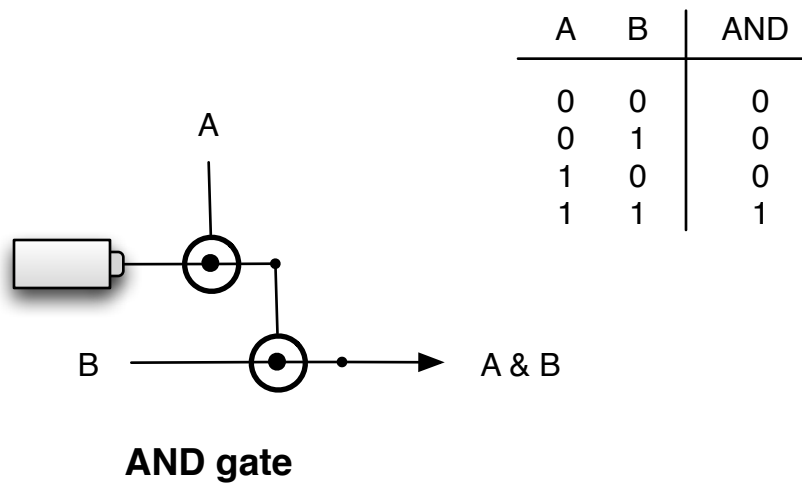 A B AND
0 0 0
0 1 0
1 0 0
1 1 1
A
B
A & B
AND gate